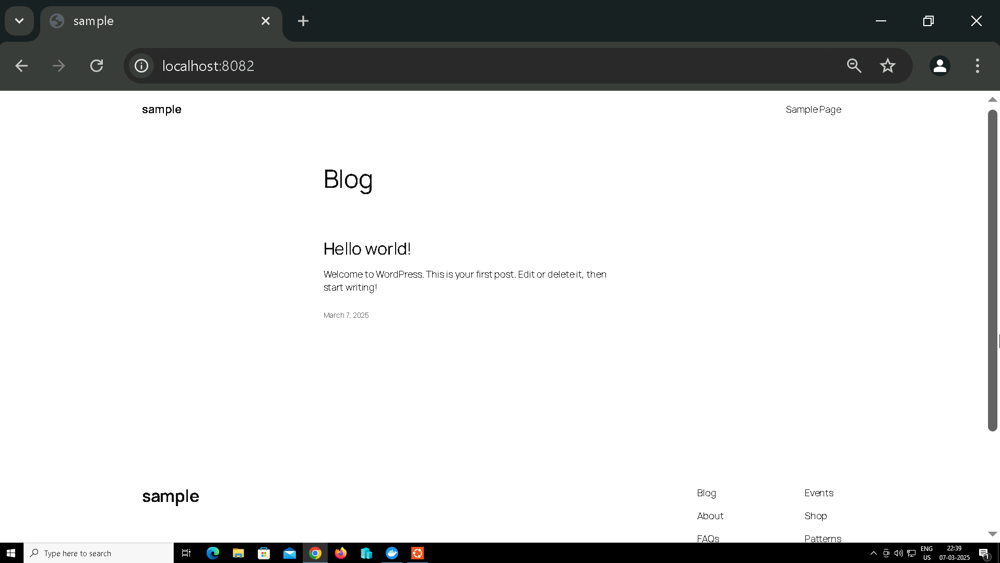 sample
localhost:8082
sample
Sample Page
Blog
Hello world!
Welcome to WordPress. This is your first post. Edit or delete it, then
start writing!
March 7, 2025
sample
Blog
Events
About
Shop
FAQs
Patterns
Type here to search
ENG
US
22:39
07-03-2025
1